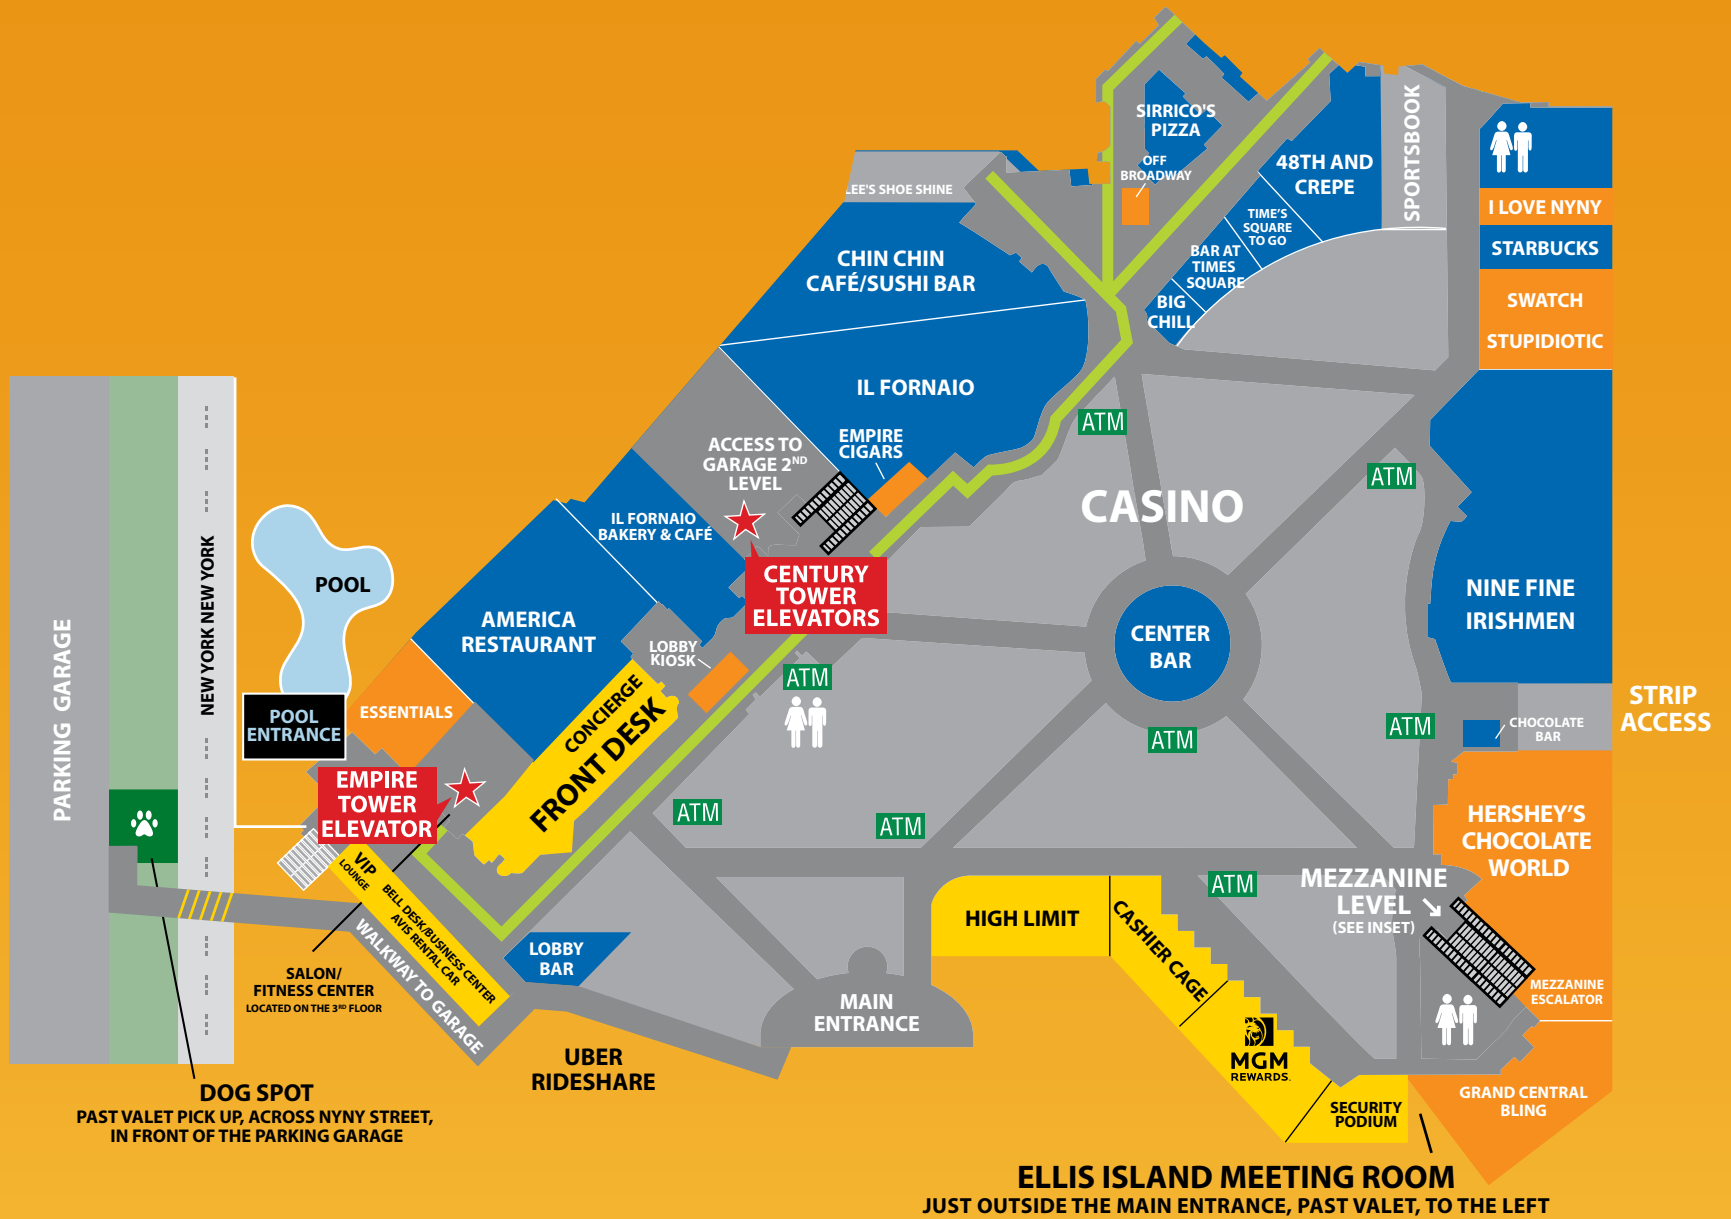 SIRRICO'S
PIZZA
OFF
BROADWAY
48TH AND
CREPE
SPORTSBOOK
I LOVE NYNY
STARBUCKS
SWATCH
STUPIDIOTIC
LEE'S SHOE SHINE
TIME'S
SQUARE
TO GO
BAR AT
TIMES
SQUARE
BIG
CHILL
CHIN CHIN
CAFÉ/SUSHI BAR
IL FORNAIO
EMPIRE
CIGARS
ACCESS TO
GARAGE 2ND
LEVEL
IL FORNAIO
BAKERY & CAFÉ
CENTURY
TOWER
ELEVATORS
ATM
ATM
CASINO
NINE FINE
IRISHMEN
CENTER
BAR
PARKING GARAGE
NEW YORK NEW YORK
POOL
POOL
ENTRANCE
AMERICA
RESTAURANT
ESSENTIALS
LOBBY
KIOSK
CONCIERGE
FRONT DESK
ATM
ATM
ATM
STRIP
ACCESS
CHOCOLATE
BAR
EMPIRE
TOWER
ELEVATOR
ATM
ATM
HERSHEY'S
CHOCOLATE
WORLD
VIP
LOUNGE
BELL DESK/BUSINESS CENTER
AVIS RENTAL CAR
WALKWAY TO GARAGE
LOBBY
BAR
SALON/
FITNESS CENTER
LOCATED ON THE 3RD FLOOR
MAIN
ENTRANCE
HIGH LIMIT
CASHIER CAGE
ATM
MEZZANINE
LEVEL
(SEE INSET)
MEZZANINE
ESCALATOR
MGM
REWARDS.
SECURITY
PODIUM
GRAND CENTRAL
BLING
UBER
RIDESHARE
DOG SPOT
PAST VALET PICK UP, ACROSS NYNY STREET,
IN FRONT OF THE PARKING GARAGE
ELLIS ISLAND MEETING ROOM
JUST OUTSIDE THE MAIN ENTRANCE, PAST VALET, TO THE LEFT